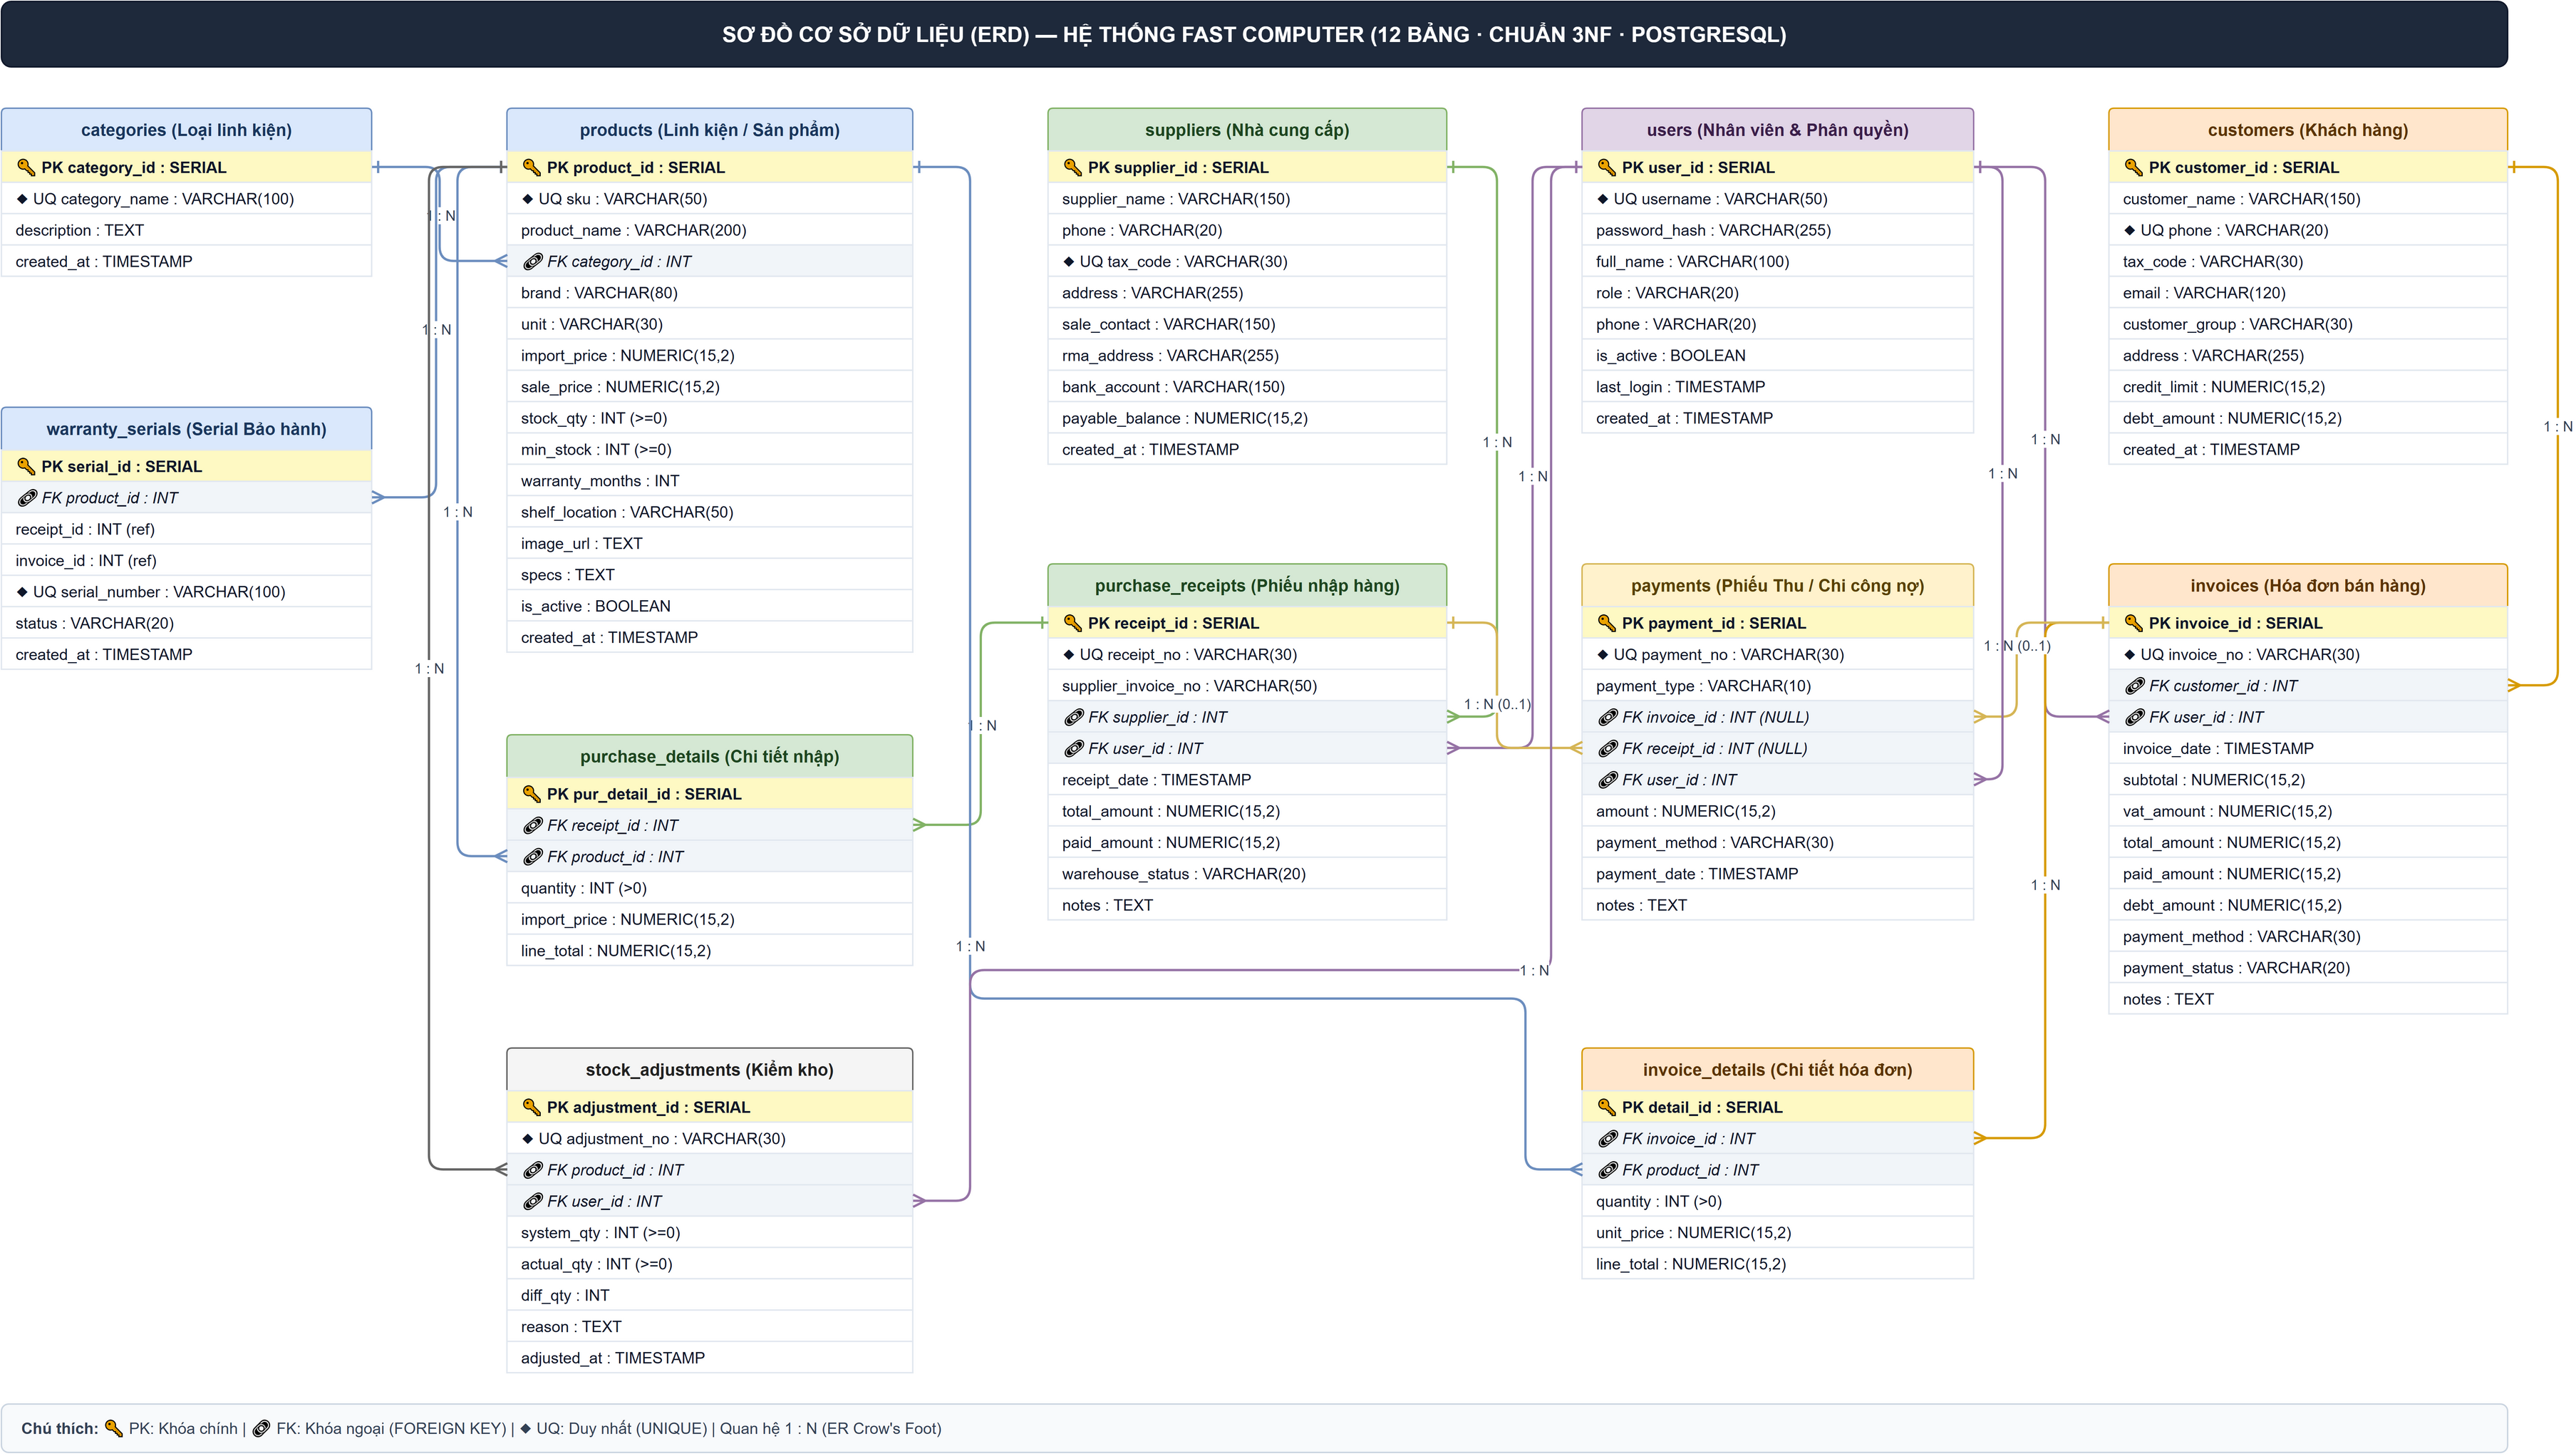 SƠ ĐỒ CƠ SỞ DỮ LIỆU (ERD) — HỆ THỐNG FAST COMPUTER (12 BẢNG · CHUẨN 3NF · POSTGRESQL)
categories (Loại linh kiện)
PK category_id : SERIAL
◆ UQ category_name : VARCHAR(100)
description : TEXT
created_at : TIMESTAMP
products (Linh kiện / Sản phẩm)
PK product_id : SERIAL
◆ UQ sku : VARCHAR(50)
product_name : VARCHAR(200)
FK category_id : INT
brand : VARCHAR(80)
unit : VARCHAR(30)
import_price : NUMERIC(15,2)
sale_price : NUMERIC(15,2)
stock_qty : INT (>=0)
min_stock : INT (>=0)
warranty_months : INT
shelf_location : VARCHAR(50)
image_url : TEXT
specs : TEXT
is_active : BOOLEAN
created_at : TIMESTAMP
suppliers (Nhà cung cấp)
PK supplier_id : SERIAL
supplier_name : VARCHAR(150)
phone : VARCHAR(20)
◆ UQ tax_code : VARCHAR(30)
address : VARCHAR(255)
sale_contact : VARCHAR(150)
rma_address : VARCHAR(255)
bank_account : VARCHAR(150)
payable_balance : NUMERIC(15,2)
created_at : TIMESTAMP
users (Nhân viên & Phân quyền)
PK user_id : SERIAL
◆ UQ username : VARCHAR(50)
password_hash : VARCHAR(255)
full_name : VARCHAR(100)
role : VARCHAR(20)
phone : VARCHAR(20)
is_active : BOOLEAN
last_login : TIMESTAMP
created_at : TIMESTAMP
customers (Khách hàng)
PK customer_id : SERIAL
customer_name : VARCHAR(150)
◆ UQ phone : VARCHAR(20)
tax_code : VARCHAR(30)
email : VARCHAR(120)
customer_group : VARCHAR(30)
address : VARCHAR(255)
credit_limit : NUMERIC(15,2)
debt_amount : NUMERIC(15,2)
created_at : TIMESTAMP
warranty_serials (Serial Bảo hành)
PK serial_id : SERIAL
FK product_id : INT
receipt_id : INT (ref)
invoice_id : INT (ref)
◆ UQ serial_number : VARCHAR(100)
status : VARCHAR(20)
created_at : TIMESTAMP
purchase_receipts (Phiếu nhập hàng)
PK receipt_id : SERIAL
◆ UQ receipt_no : VARCHAR(30)
supplier_invoice_no : VARCHAR(50)
FK supplier_id : INT
FK user_id : INT
receipt_date : TIMESTAMP
total_amount : NUMERIC(15,2)
paid_amount : NUMERIC(15,2)
warehouse_status : VARCHAR(20)
notes : TEXT
payments (Phiếu Thu / Chi công nợ)
PK payment_id : SERIAL
◆ UQ payment_no : VARCHAR(30)
payment_type : VARCHAR(10)
FK invoice_id : INT (NULL)
FK receipt_id : INT (NULL)
FK user_id : INT
amount : NUMERIC(15,2)
payment_method : VARCHAR(30)
payment_date : TIMESTAMP
notes : TEXT
invoices (Hóa đơn bán hàng)
PK invoice_id : SERIAL
◆ UQ invoice_no : VARCHAR(30)
FK customer_id : INT
FK user_id : INT
invoice_date : TIMESTAMP
subtotal : NUMERIC(15,2)
vat_amount : NUMERIC(15,2)
total_amount : NUMERIC(15,2)
paid_amount : NUMERIC(15,2)
debt_amount : NUMERIC(15,2)
payment_method : VARCHAR(30)
payment_status : VARCHAR(20)
notes : TEXT
purchase_details (Chi tiết nhập)
PK pur_detail_id : SERIAL
FK receipt_id : INT
FK product_id : INT
quantity : INT (>0)
import_price : NUMERIC(15,2)
line_total : NUMERIC(15,2)
stock_adjustments (Kiểm kho)
PK adjustment_id : SERIAL
◆ UQ adjustment_no : VARCHAR(30)
FK product_id : INT
FK user_id : INT
system_qty : INT (>=0)
actual_qty : INT (>=0)
diff_qty : INT
reason : TEXT
adjusted_at : TIMESTAMP
invoice_details (Chi tiết hóa đơn)
PK detail_id : SERIAL
FK invoice_id : INT
FK product_id : INT
quantity : INT (>0)
unit_price : NUMERIC(15,2)
line_total : NUMERIC(15,2)
1 : N
1 : N
1 : N
1 : N
1 : N
1 : N
1 : N
1 : N
1 : N
1 : N
1 : N
1 : N
1 : N (0..1)
1 : N (0..1)
1 : N
1 : N
Chú thích: PK: Khóa chính | FK: Khóa ngoại (FOREIGN KEY) | ◆ UQ: Duy nhất (UNIQUE) | Quan hệ 1 : N (ER Crow's Foot)